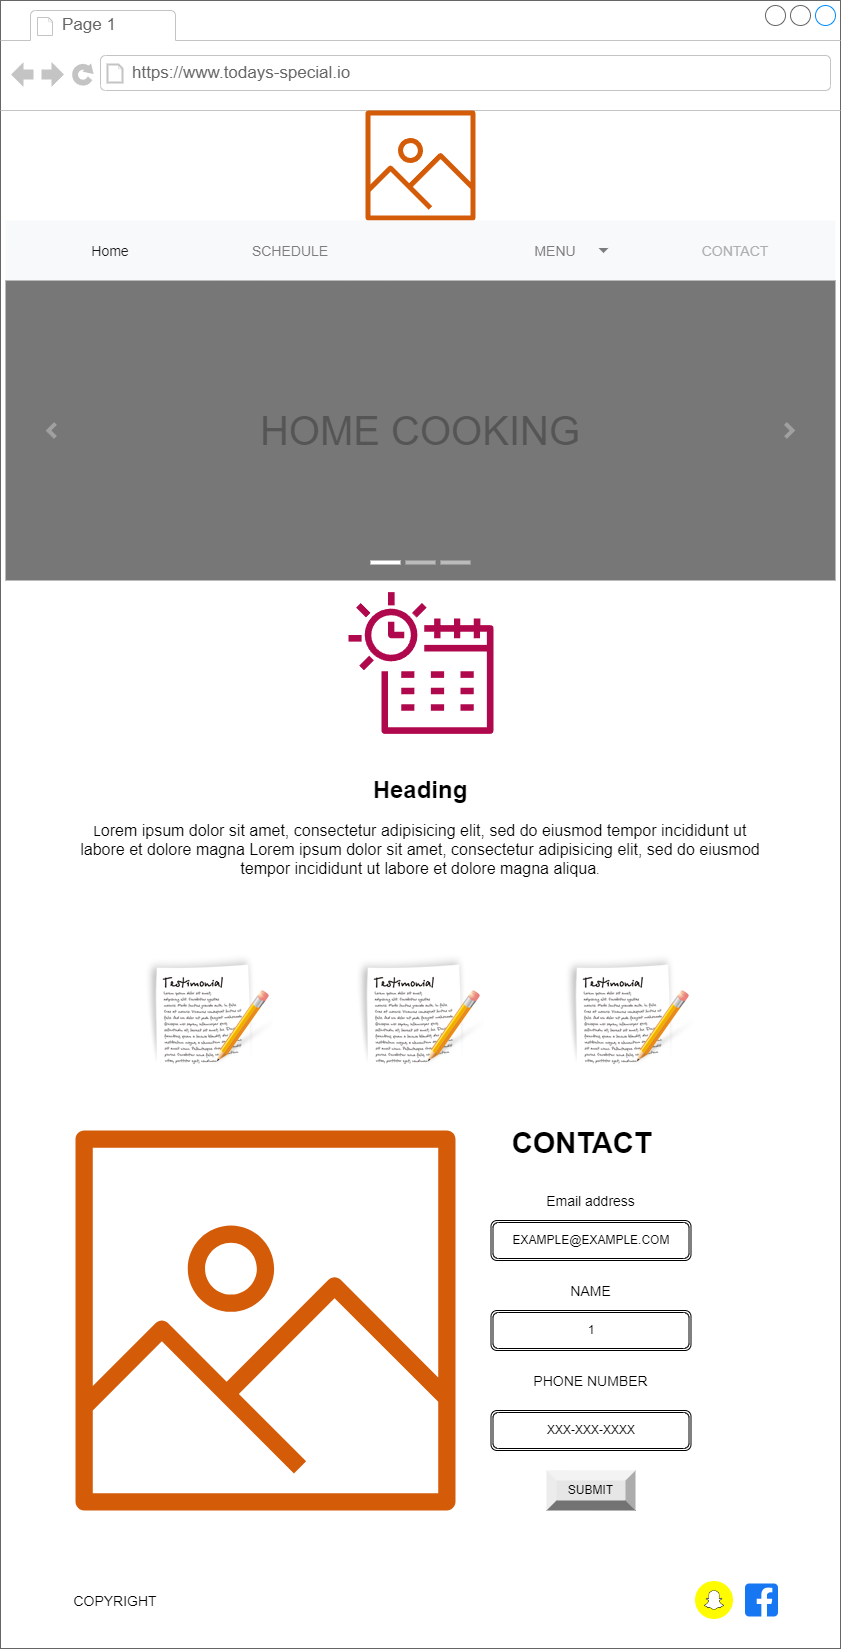 Page 1
https://www.todays-special.io
Home SCHEDULE MENU CONTACT
HOME COOKING
Heading
Lorem ipsum dolor sit amet, consectetur adipisicing elit, sed do eiusmod tempor incididunt ut
labore et dolore magna Lorem ipsum dolor sit amet, consectetur adipisicing elit, sed do eiusmod
tempor incididunt ut labore et dolore magna aliqua.
Testimonial Testimonial Testimonial
CONTACT
Email address
EXAMPLE@EXAMPLE.COM
NAME
1
PHONE NUMBER
XXX-XXX-XXXX
SUBMIT
COPYRIGHT